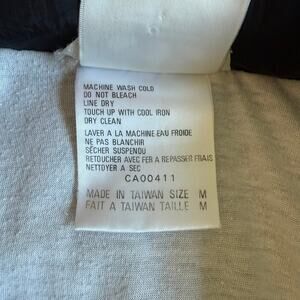 MACHINE WASH COLD
DO NOT BLEACH
LINE DRY
TOUCH UP WITH COOL IRON
DRY CLEAN
LAVER A LA MACHINE-EAU FROIDE
NE PAS BLANCHIR
SÉCHER SUSPENDU
RETOUCHER AVEC FER A REPASSER FRAIS
NETTOYER A SEC
CA00411
MADE IN TAIWAN SIZE M
FAIT A TAIWAN TAILLE M